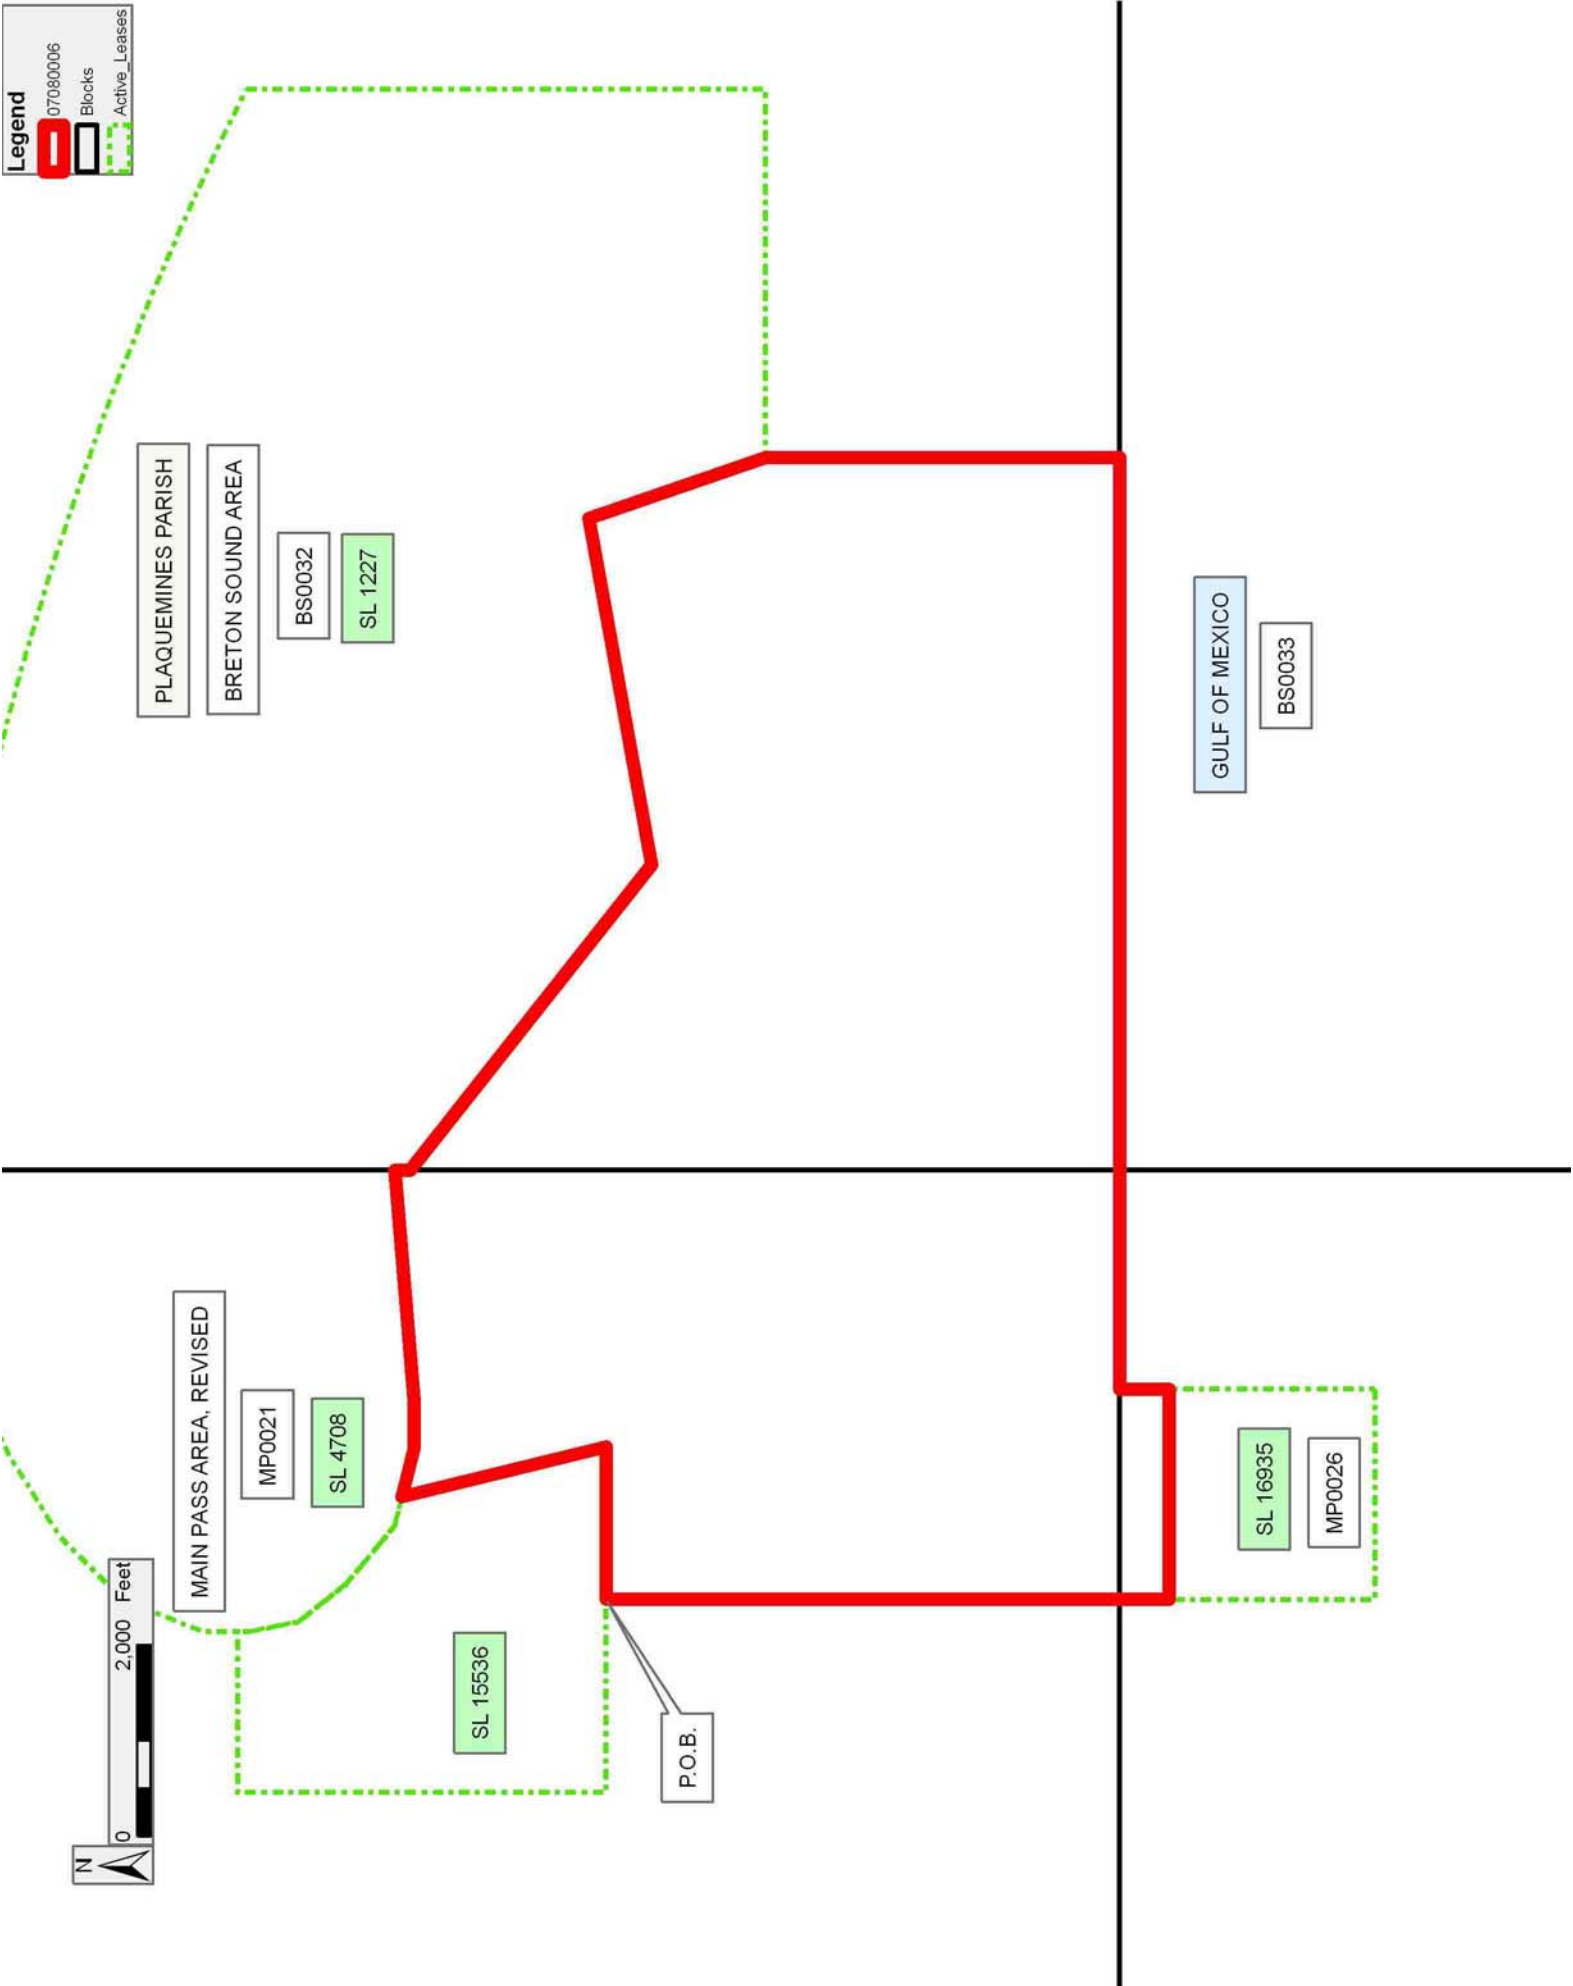 N
0 2,000 Feet
MAIN PASS AREA, REVISED
MP0021
SL 4708
SL 15536
P.O.B.
PLAQUEMINES PARISH
BRETON SOUND AREA
BS0032
SL 1227
Legend
07080006
Blocks
Active_Leases
SL 16935
MP0026
GULF OF MEXICO
BS0033